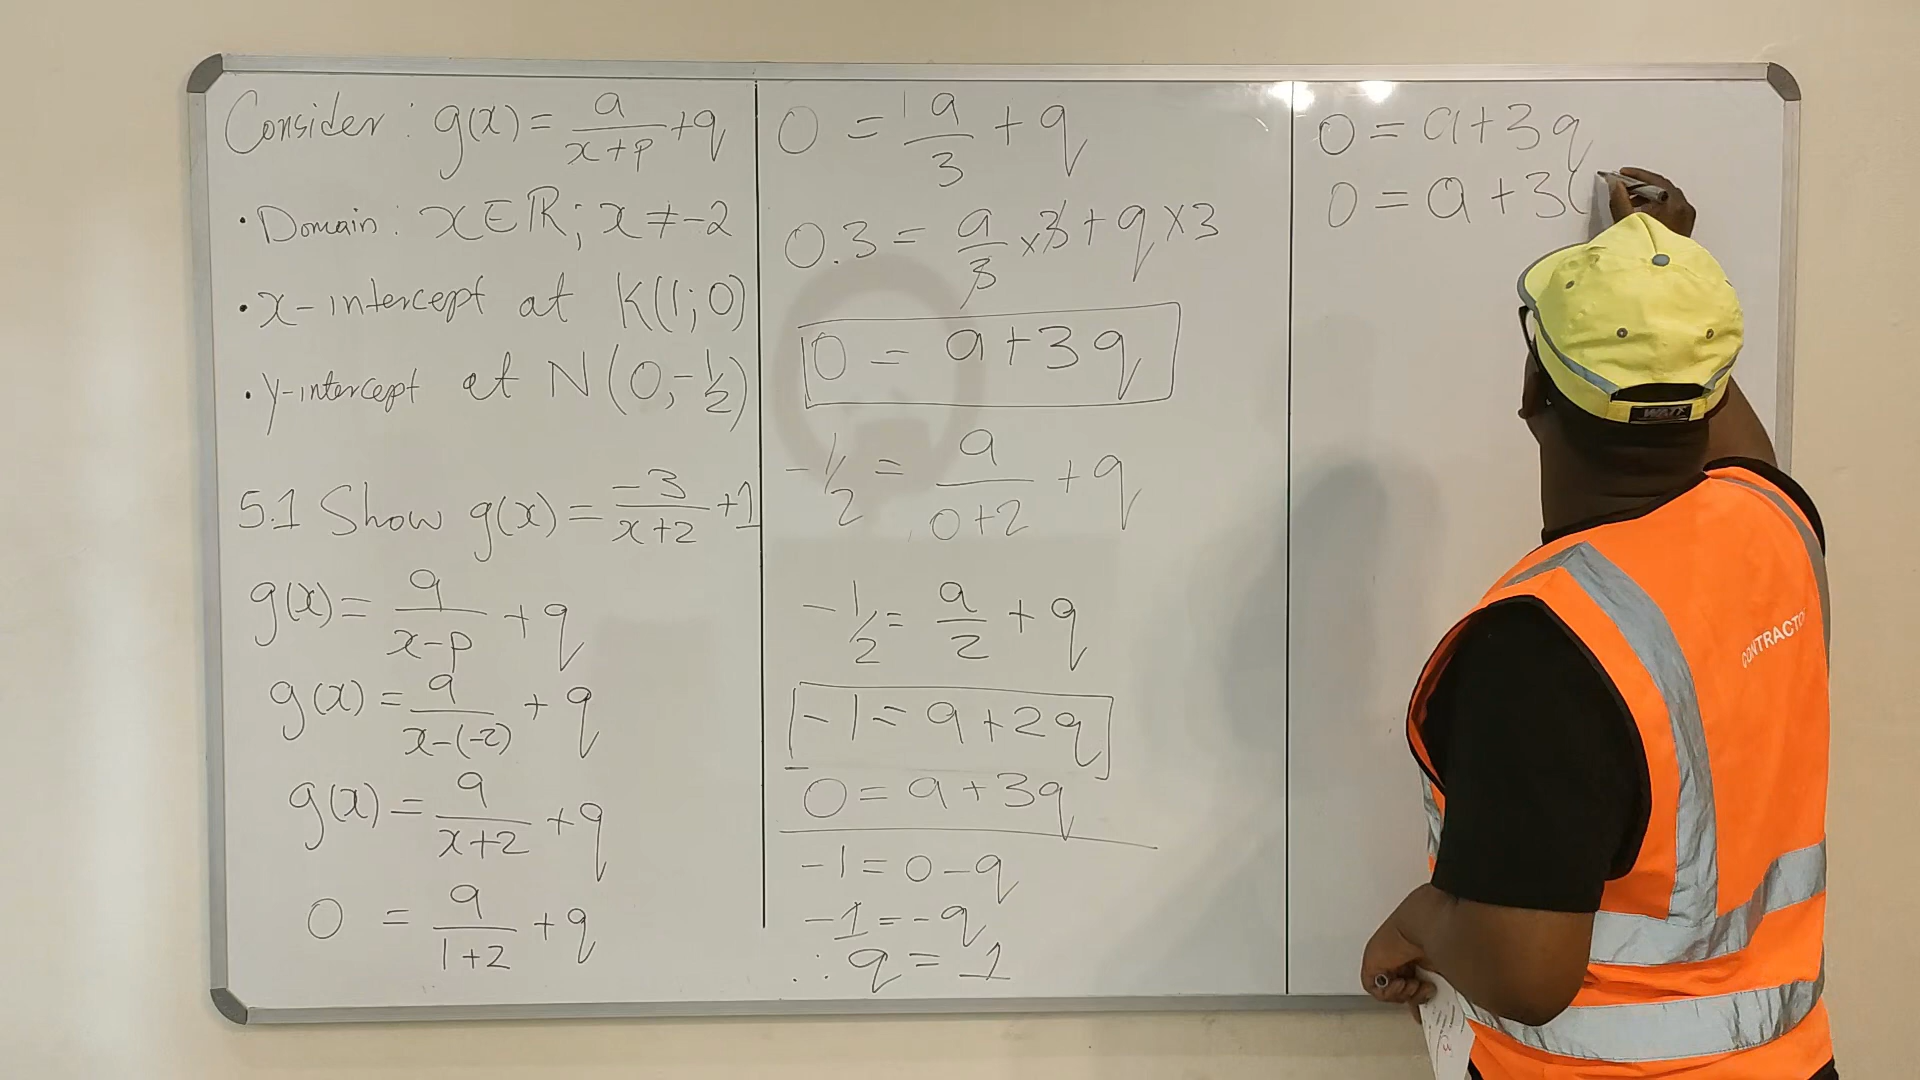 Consider: g(x) = a/(x+p) + q
• Domain: x∈ℝ; x ≠ -2
• x-intercept at K(1;0)
• y-intercept at N(0;-1/2)
5.1 Show g(x) = -3/(x+2) + 1
g(x) = a/(x-p) + q
g(x) = a/(x-(-2)) + q
g(x) = a/(x+2) + q
0 = a/(1+2) + q
0 = a/3 + q
0.3 = a/3 ×3 + q×3
0 = a+3q
-1/2 = a/(0+2) + q
-1/2 = a/2 + q
-1 = a+2q
0 = a+3q
-1 = 0-q
-1 = -q
∴ q = 1
0 = a+3q
0 = a+3(
CONTRACTO